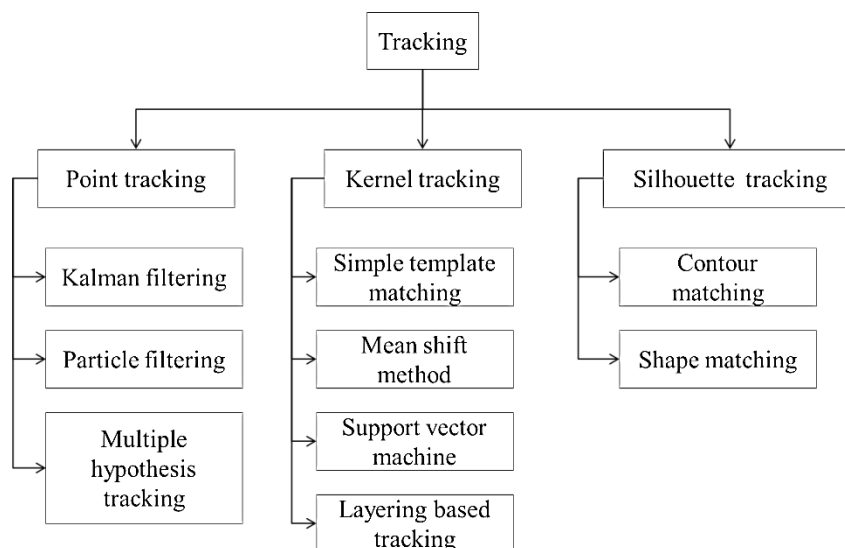 Tracking
Point tracking
Kernel tracking
Silhouette tracking
Kalman filtering
Particle filtering
Multiple
hypothesis
tracking
Simple template
matching
Mean shift
method
Support vector
machine
Layering based
tracking
Contour
matching
Shape matching